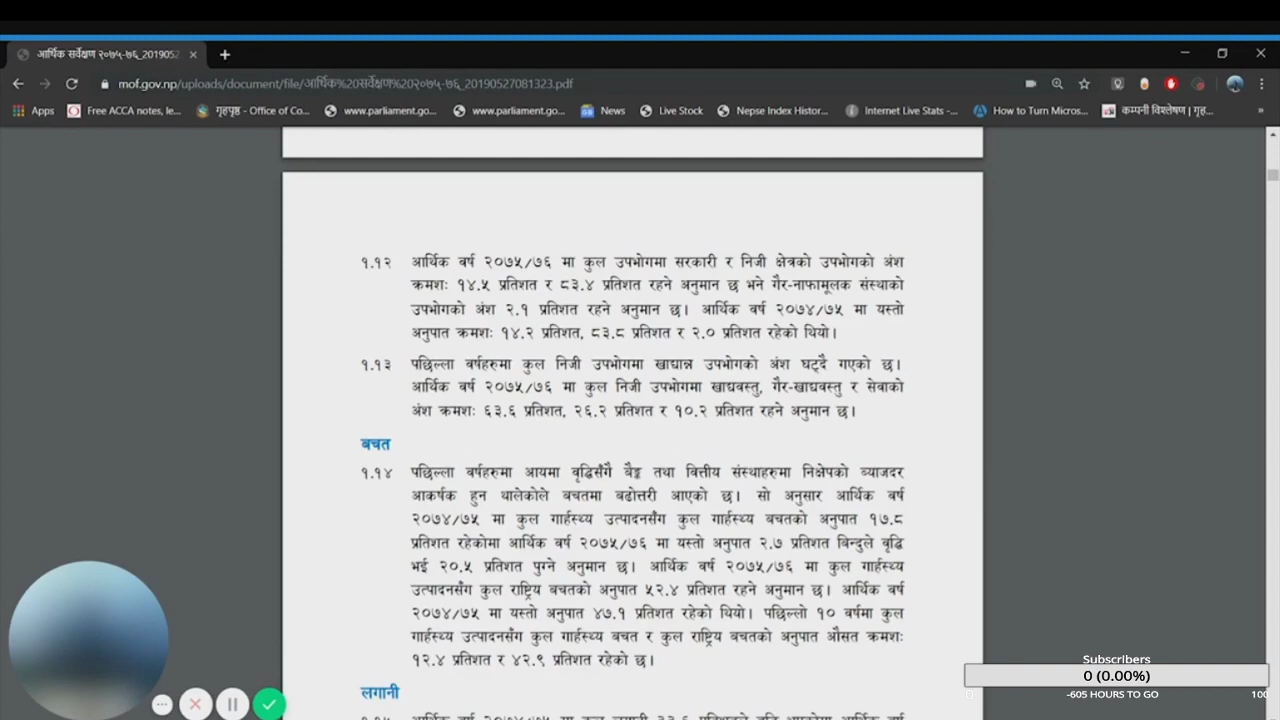 आर्थिक सर्वेक्षण २०७५-७६_201905
mof.gov.np/uploads/document/file/आर्थिक%20सर्वेक्षण%20२०७५-७६_20190527081323.pdf
Apps Free ACCA notes, le... गृहपृष्ठ - Office of Co... www.parliament.go... www.parliament.go... News Live Stock Nepse Index Histor... Internet Live Stats -... How to Turn Micros... कम्पनी विश्लेषण | गृह... »
१.१२ आर्थिक वर्ष २०७५/७६ मा कुल उपभोगमा सरकारी र निजी क्षेत्रको उपभोगको अंश
क्रमशः १४.५ प्रतिशत र ८३.४ प्रतिशत रहने अनुमान छ भने गैर-नाफामूलक संस्थाको
उपभोगको अंश २.१ प्रतिशत रहने अनुमान छ। आर्थिक वर्ष २०७४/७५ मा यस्तो
अनुपात क्रमशः १४.२ प्रतिशत, ८३.८ प्रतिशत र २.० प्रतिशत रहेको थियो।
१.१३ पछिल्ला वर्षहरुमा कुल निजी उपभोगमा खाद्यान्न उपभोगको अंश घट्दै गएको छ।
आर्थिक वर्ष २०७५/७६ मा कुल निजी उपभोगमा खाद्यवस्तु, गैर-खाद्यवस्तु र सेवाको
अंश क्रमशः ६३.६ प्रतिशत, २६.२ प्रतिशत र १०.२ प्रतिशत रहने अनुमान छ।
बचत
१.१४ पछिल्ला वर्षहरुमा आयमा वृद्धिसँगै बैङ्क तथा वित्तीय संस्थाहरुमा निक्षेपको ब्याजदर
आकर्षक हुन थालेकोले बचतमा बढोत्तरी आएको छ। सो अनुसार आर्थिक वर्ष
२०७४/७५ मा कुल गार्हस्थ्य उत्पादनसँग कुल गार्हस्थ्य बचतको अनुपात १७.८
प्रतिशत रहेकोमा आर्थिक वर्ष २०७५/७६ मा यस्तो अनुपात २.७ प्रतिशत बिन्दुले वृद्धि
भई २०.५ प्रतिशत पुग्ने अनुमान छ। आर्थिक वर्ष २०७५/७६ मा कुल गार्हस्थ्य
उत्पादनसँग कुल राष्ट्रिय बचतको अनुपात ५२.४ प्रतिशत रहने अनुमान छ। आर्थिक वर्ष
२०७४/७५ मा यस्तो अनुपात ४७.१ प्रतिशत रहेको थियो। पछिल्लो १० वर्षमा कुल
गार्हस्थ्य उत्पादनसँग कुल गार्हस्थ्य बचत र कुल राष्ट्रिय बचतको अनुपात औसत क्रमशः
१२.४ प्रतिशत र ४२.९ प्रतिशत रहेको छ।
लगानी
Subscribers
0 (0.00%)
0 -605 HOURS TO GO 100